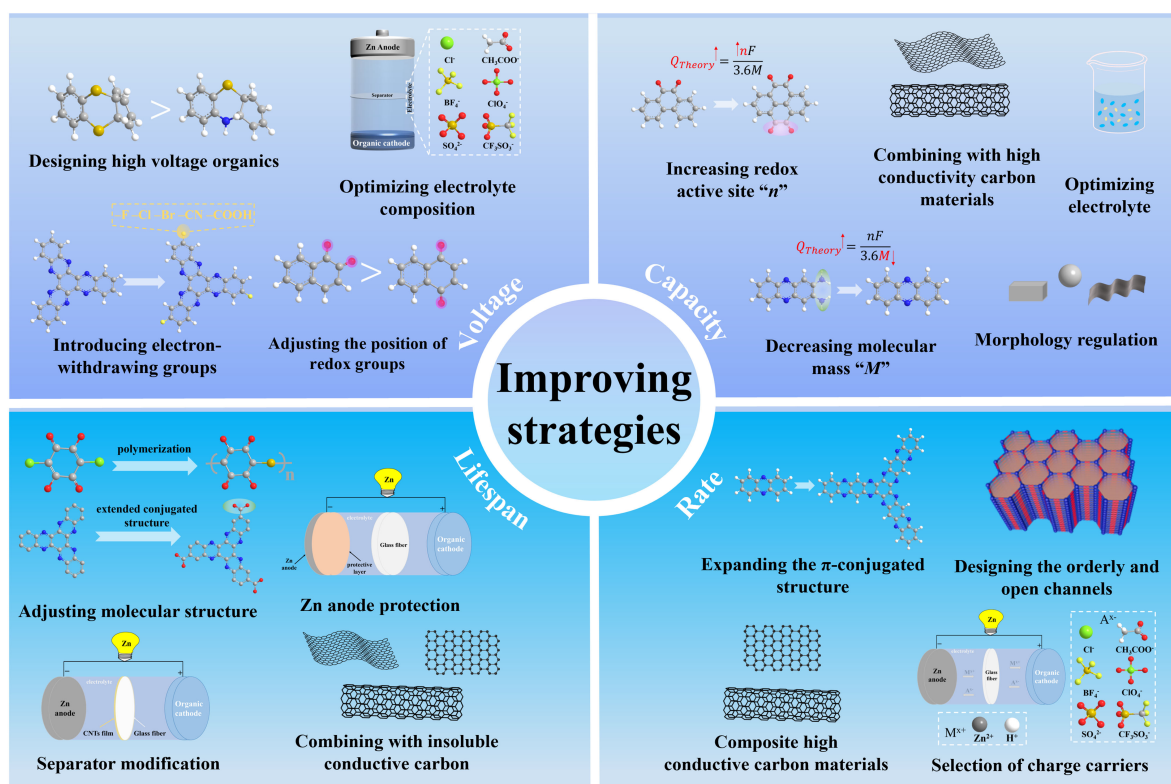 Zn Anode
Separator
Electrolyte
Organic cathode
Cl⁻
CH₃COO⁻
BF₄⁻
ClO₄⁻
SO₄²⁻
CF₃SO₃⁻
Designing high voltage organics
Optimizing electrolyte
composition
–F –Cl –Br –CN –COOH
Introducing electron-
withdrawing groups
Adjusting the position of
redox groups
Voltage
Q_Theory↑ = ↑nF / 3.6M
Increasing redox
active site “n”
Combining with high
conductivity carbon
materials
Optimizing
electrolyte
Q_Theory↑ = nF / 3.6M↓
Decreasing molecular
mass “M”
Morphology regulation
Capacity
Improving
strategies
polymerization
n
extended conjugated
structure
Adjusting molecular structure
Zn
− +
electrolyte
Glass fiber
Organic
cathode
Zn
anode
protective
layer
Zn anode protection
Lifespan
Zn
− +
Zn
anode
electrolyte
Organic
cathode
CNTs film
Glass fiber
Separator modification
Combining with insoluble
conductive carbon
Rate
Expanding the π-conjugated
structure
Designing the orderly and
open channels
Composite high
conductive carbon materials
Zn
− +
Zn
anode
electrolyte
Glass
fiber
Organic
cathode
Mˣ⁺
Aˣ⁻
Mˣ⁺
Aˣ⁻
Mˣ⁺
Zn²⁺
H⁺
Aˣ⁻
Cl⁻
CH₃COO⁻
BF₄⁻
ClO₄⁻
SO₄²⁻
CF₃SO₃⁻
Selection of charge carriers